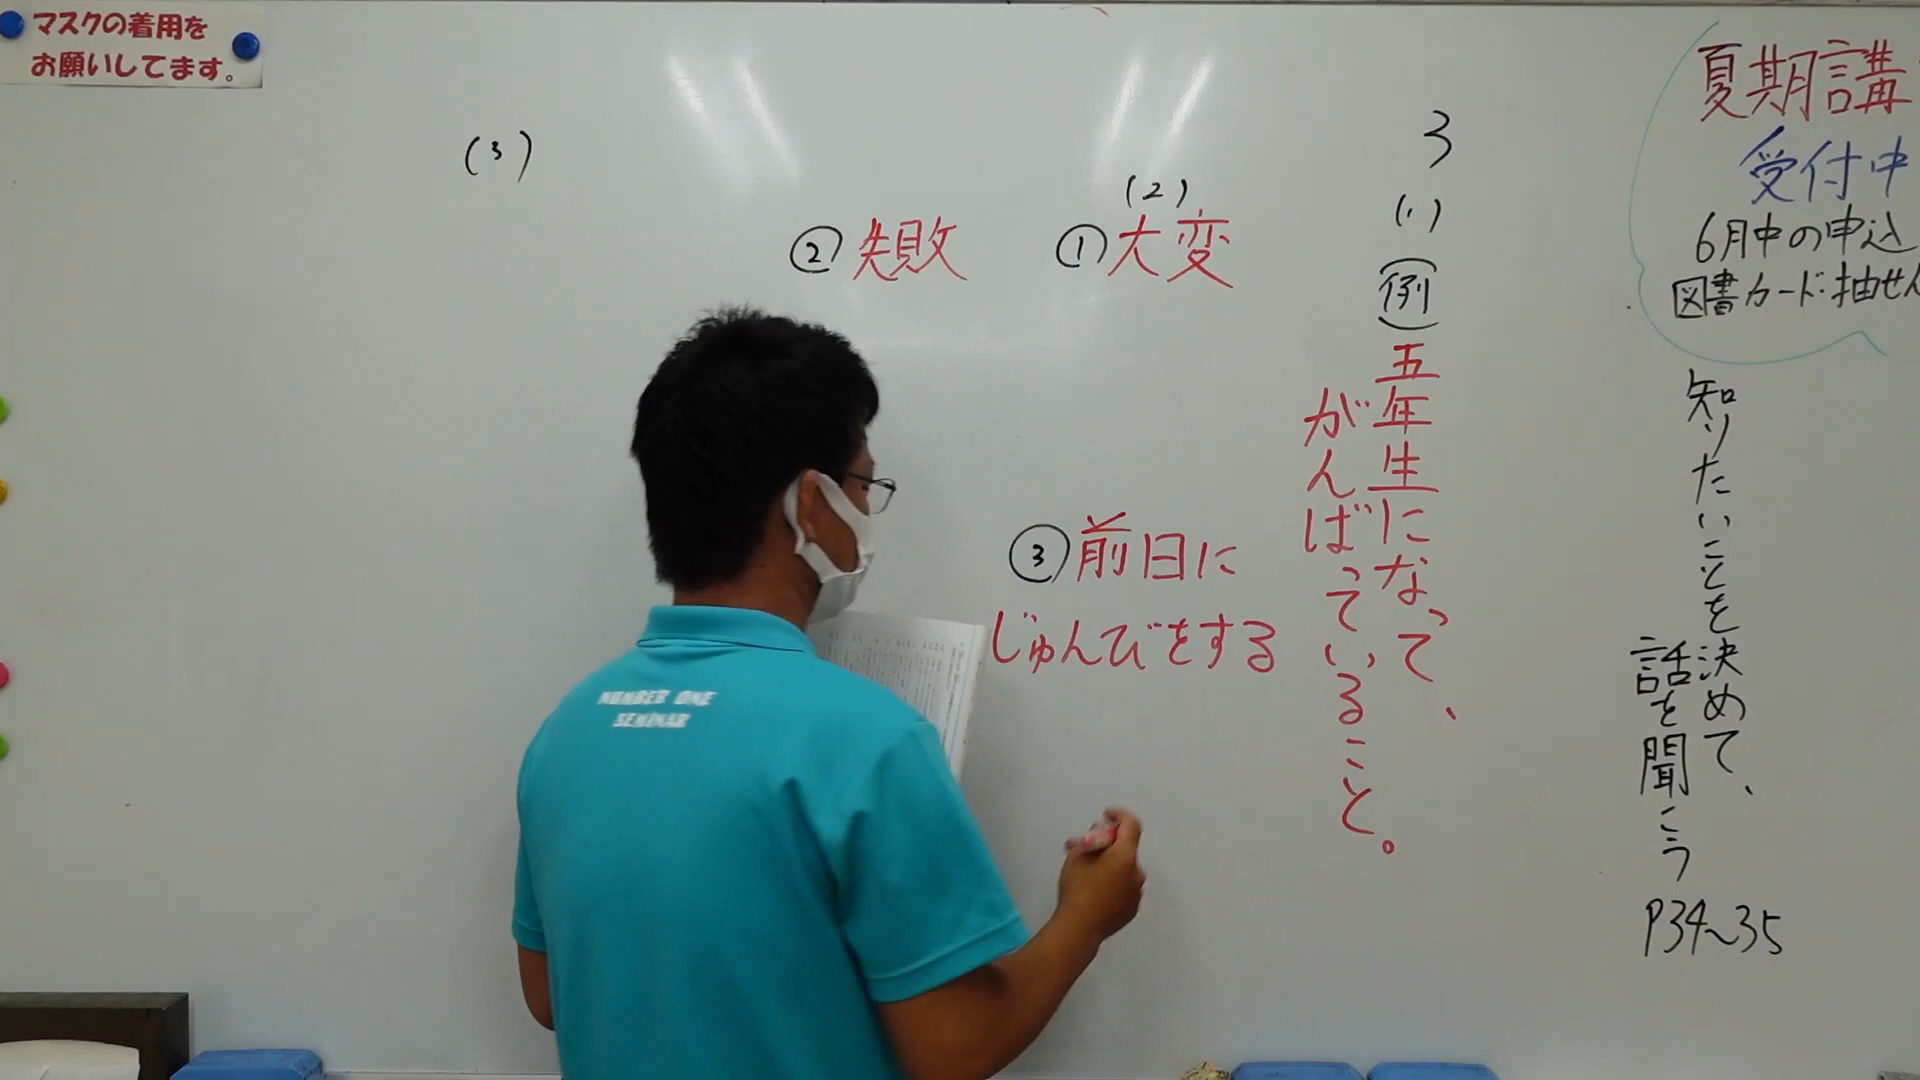 マスクの着用を
お願いしてます。
夏期講
受付中
6月中の申込
図書カード抽せん
知りたいことを決めて、
話を聞こう
P34~35
3
(1)
(例)五年生になって、
がんばっていること。
(2)
①大変
②失敗
③前日に
じゅんびをする
(3)
NUMBER ONE
SEMINAR